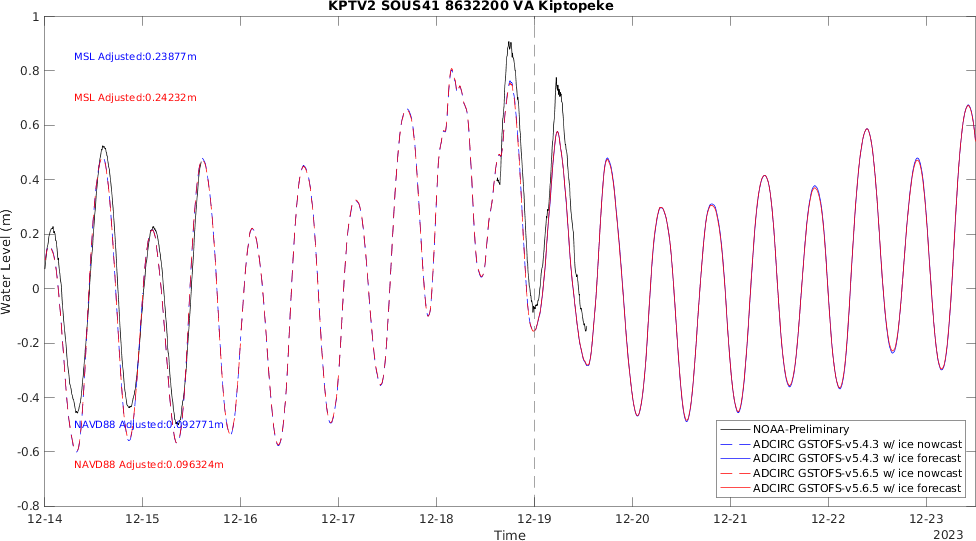 KPTV2 SOUS41 8632200 VA Kiptopeke
1
0.8
0.6
0.4
0.2
0
-0.2
-0.4
-0.6
-0.8
Water Level (m)
MSL Adjusted:0.23877m
MSL Adjusted:0.24232m
NAVD88 Adjusted:0.092771m
NAVD88 Adjusted:0.096324m
NOAA-Preliminary
ADCIRC GSTOFS-v5.4.3 w/ ice nowcast
ADCIRC GSTOFS-v5.4.3 w/ ice forecast
ADCIRC GSTOFS-v5.6.5 w/ ice nowcast
ADCIRC GSTOFS-v5.6.5 w/ ice forecast
12-14 12-15 12-16 12-17 12-18 12-19 12-20 12-21 12-22 12-23
Time
2023